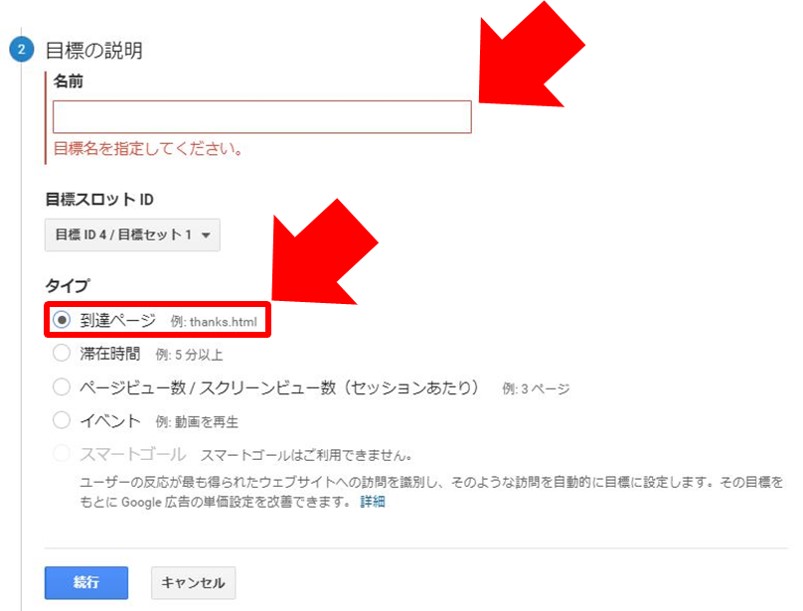 2 目標の説明
名前
目標名を指定してください。
目標スロット ID
目標 ID 4 / 目標セット 1
タイプ
到達ページ 例: thanks.html
滞在時間 例: 5 分以上
ページビュー数 / スクリーンビュー数（セッションあたり） 例: 3 ページ
イベント 例: 動画を再生
スマートゴール スマートゴールはご利用できません。
ユーザーの反応が最も得られたウェブサイトへの訪問を識別し、そのような訪問を自動的に目標に設定します。その目標を
もとに Google 広告の単価設定を改善できます。 詳細
続行 キャンセル